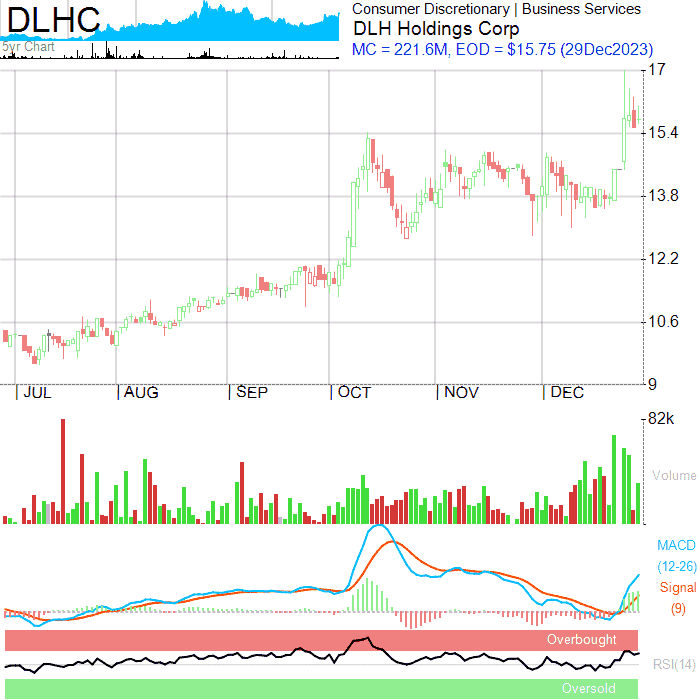 DLHC
5yr Chart
Consumer Discretionary | Business Services
DLH Holdings Corp
MC = 221.6M, EOD = $15.75 (29Dec2023)
17
15.4
13.8
12.2
10.6
9
JUL AUG SEP OCT NOV DEC
82k
Volume
MACD
(12-26)
Signal
(9)
Overbought
RSI(14)
Oversold